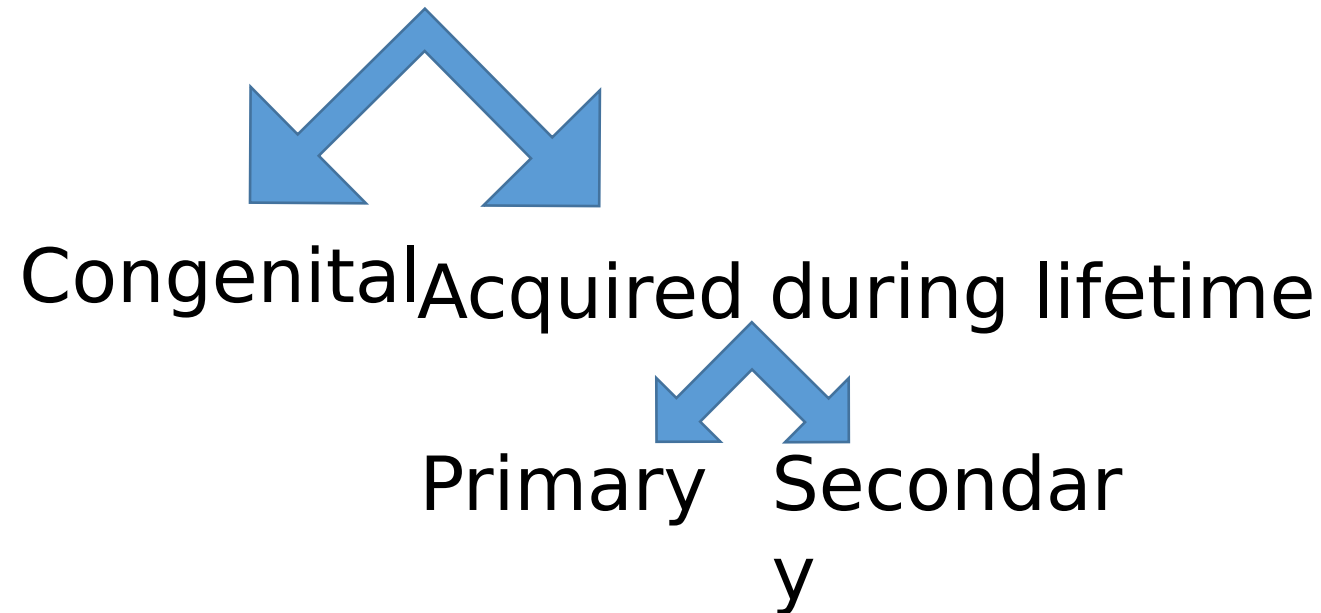 Congenital
Acquired during lifetime
Primary
Secondar
y